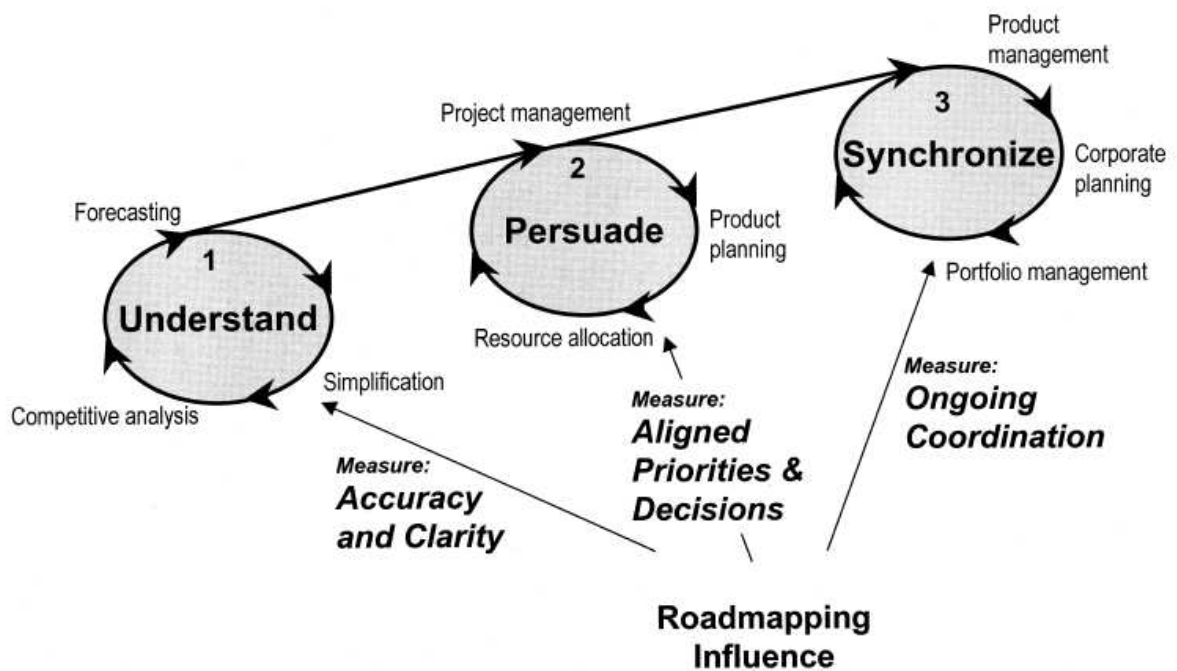 Forecasting
1
Understand
Simplification
Competitive analysis
Project management
2
Persuade
Product
planning
Resource allocation
Product
management
3
Synchronize
Corporate
planning
Portfolio management
Measure:
Accuracy
and Clarity
Measure:
Aligned
Priorities &
Decisions
Measure:
Ongoing
Coordination
Roadmapping
Influence